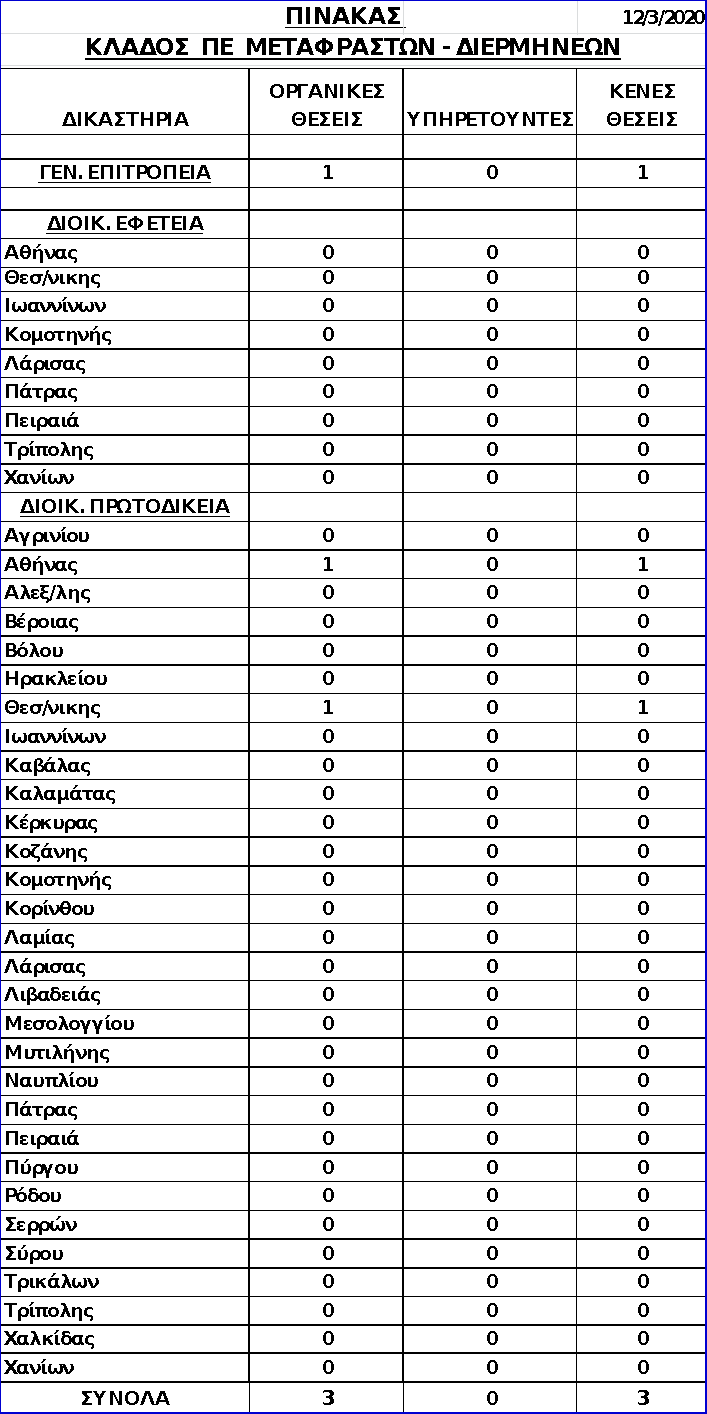 ΠΙΝΑΚΑΣ 12/3/2020
ΚΛΑΔΟΣ ΠΕ ΜΕΤΑΦΡΑΣΤΩΝ - ΔΙΕΡΜΗΝΕΩΝ
ΔΙΚΑΣΤΗΡΙΑ ΟΡΓΑΝΙΚΕΣ ΘΕΣΕΙΣ ΥΠΗΡΕΤΟΥΝΤΕΣ ΚΕΝΕΣ ΘΕΣΕΙΣ
ΓΕΝ. ΕΠΙΤΡΟΠΕΙΑ 1 0 1
ΔΙΟΙΚ. ΕΦΕΤΕΙΑ
Αθήνας 0 0 0
Θεσ/νικης 0 0 0
Ιωαννίνων 0 0 0
Κομοτηνής 0 0 0
Λάρισας 0 0 0
Πάτρας 0 0 0
Πειραιά 0 0 0
Τρίπολης 0 0 0
Χανίων 0 0 0
ΔΙΟΙΚ. ΠΡΩΤΟΔΙΚΕΙΑ
Αγρινίου 0 0 0
Αθήνας 1 0 1
Αλεξ/λης 0 0 0
Βέροιας 0 0 0
Βόλου 0 0 0
Ηρακλείου 0 0 0
Θεσ/νικης 1 0 1
Ιωαννίνων 0 0 0
Καβάλας 0 0 0
Καλαμάτας 0 0 0
Κέρκυρας 0 0 0
Κοζάνης 0 0 0
Κομοτηνής 0 0 0
Κορίνθου 0 0 0
Λαμίας 0 0 0
Λάρισας 0 0 0
Λιβαδειάς 0 0 0
Μεσολογγίου 0 0 0
Μυτιλήνης 0 0 0
Ναυπλίου 0 0 0
Πάτρας 0 0 0
Πειραιά 0 0 0
Πύργου 0 0 0
Ρόδου 0 0 0
Σερρών 0 0 0
Σύρου 0 0 0
Τρικάλων 0 0 0
Τρίπολης 0 0 0
Χαλκίδας 0 0 0
Χανίων 0 0 0
ΣΥΝΟΛΑ 3 0 3